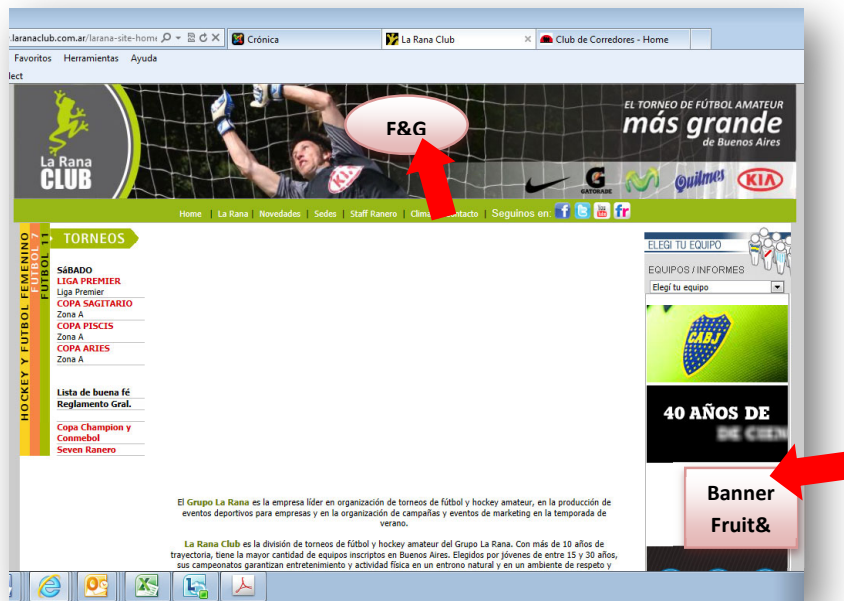 .laranaclub.com.ar/larana-site-home
Crónica
La Rana Club
Club de Corredores - Home
Favoritos Herramientas Ayuda
lect
La Rana
CLUB
F&G
EL TORNEO DE FÚTBOL AMATEUR
más grande
de Buenos Aires
GATORADE
Quilmes
KIA
KIA
Home | La Rana | Novedades | Sedes | Staff Ranero | Clima | Contacto | Seguinos en:
HOCKEY Y FUTBOL FEMENINO
FUTBOL 7
FUTBOL 11
TORNEOS
SáBADO
LIGA PREMIER
Liga Premier
COPA SAGITARIO
Zona A
COPA PISCIS
Zona A
COPA ARIES
Zona A
Lista de buena fé
Reglamento Gral.
Copa Champion y
Conmebol
Seven Ranero
ELEGI TU EQUIPO
EQUIPOS / INFORMES
Elegí tu equipo
CABJ
40 AÑOS DE
DE CIEN
Banner
Fruit&
El Grupo La Rana es la empresa líder en organización de torneos de fútbol y hockey amateur, en la producción de
eventos deportivos para empresas y en la organización de campañas y eventos de marketing en la temporada de
verano.
La Rana Club es la división de torneos de fútbol y hockey amateur del Grupo La Rana. Con más de 10 años de
trayectoria, tiene la mayor cantidad de equipos inscriptos en Buenos Aires. Elegidos por jóvenes de entre 15 y 30 años,
sus campeonatos garantizan entretenimiento y actividad física en un entrono natural y en un ambiente de respeto y